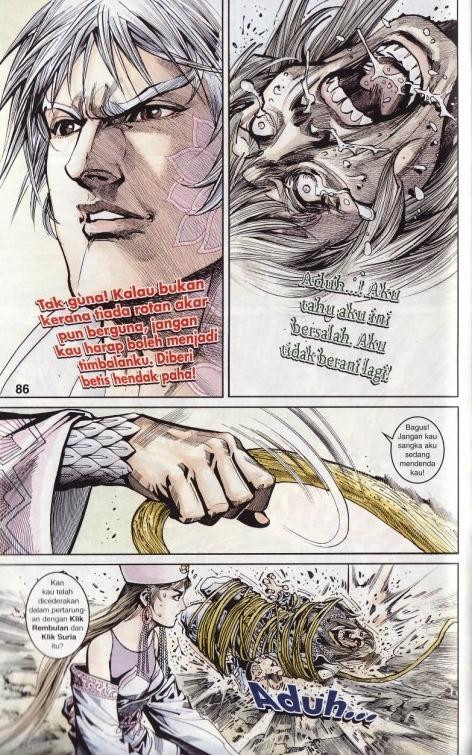 Tak guna! Kalau bukan
kerana tiada rotan akar
pun berguna, jangan
kau harap boleh menjadi
timbalanku. Diberi
betis hendak paha!
Aduh...! Aku
tahu aku ini
bersalah. Aku
tidak berani lagi!
86
Bagus!
Jangan kau
sangka aku
sedang
mendenda
kau!
Kan
kau telah
dicederakan
dalam pertarung-
an dengan Klik
Rembulan dan
Klik Suria
itu?
Aduh...